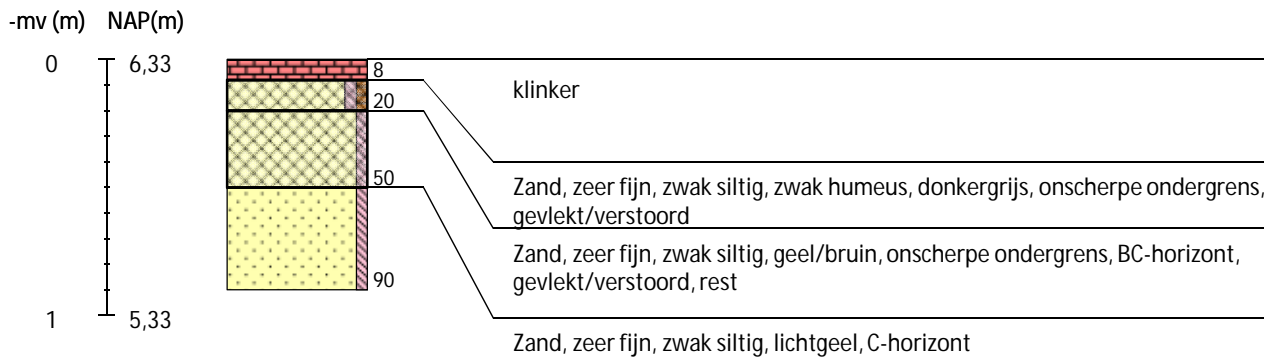 -mv (m) NAP(m)
0 6,33
8
klinker
20
Zand, zeer fijn, zwak siltig, zwak humeus, donkergrijs, onscherpe ondergrens,
gevlekt/verstoord
50
Zand, zeer fijn, zwak siltig, geel/bruin, onscherpe ondergrens, BC-horizont,
gevlekt/verstoord, rest
90
1 5,33
Zand, zeer fijn, zwak siltig, lichtgeel, C-horizont